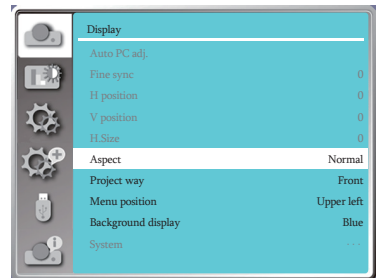 Display
Auto PC adj.
Fine sync 0
H position 0
V position 0
H.Size 0
Aspect Normal
Project way Front
Menu position Upper left
Background display Blue
System ...